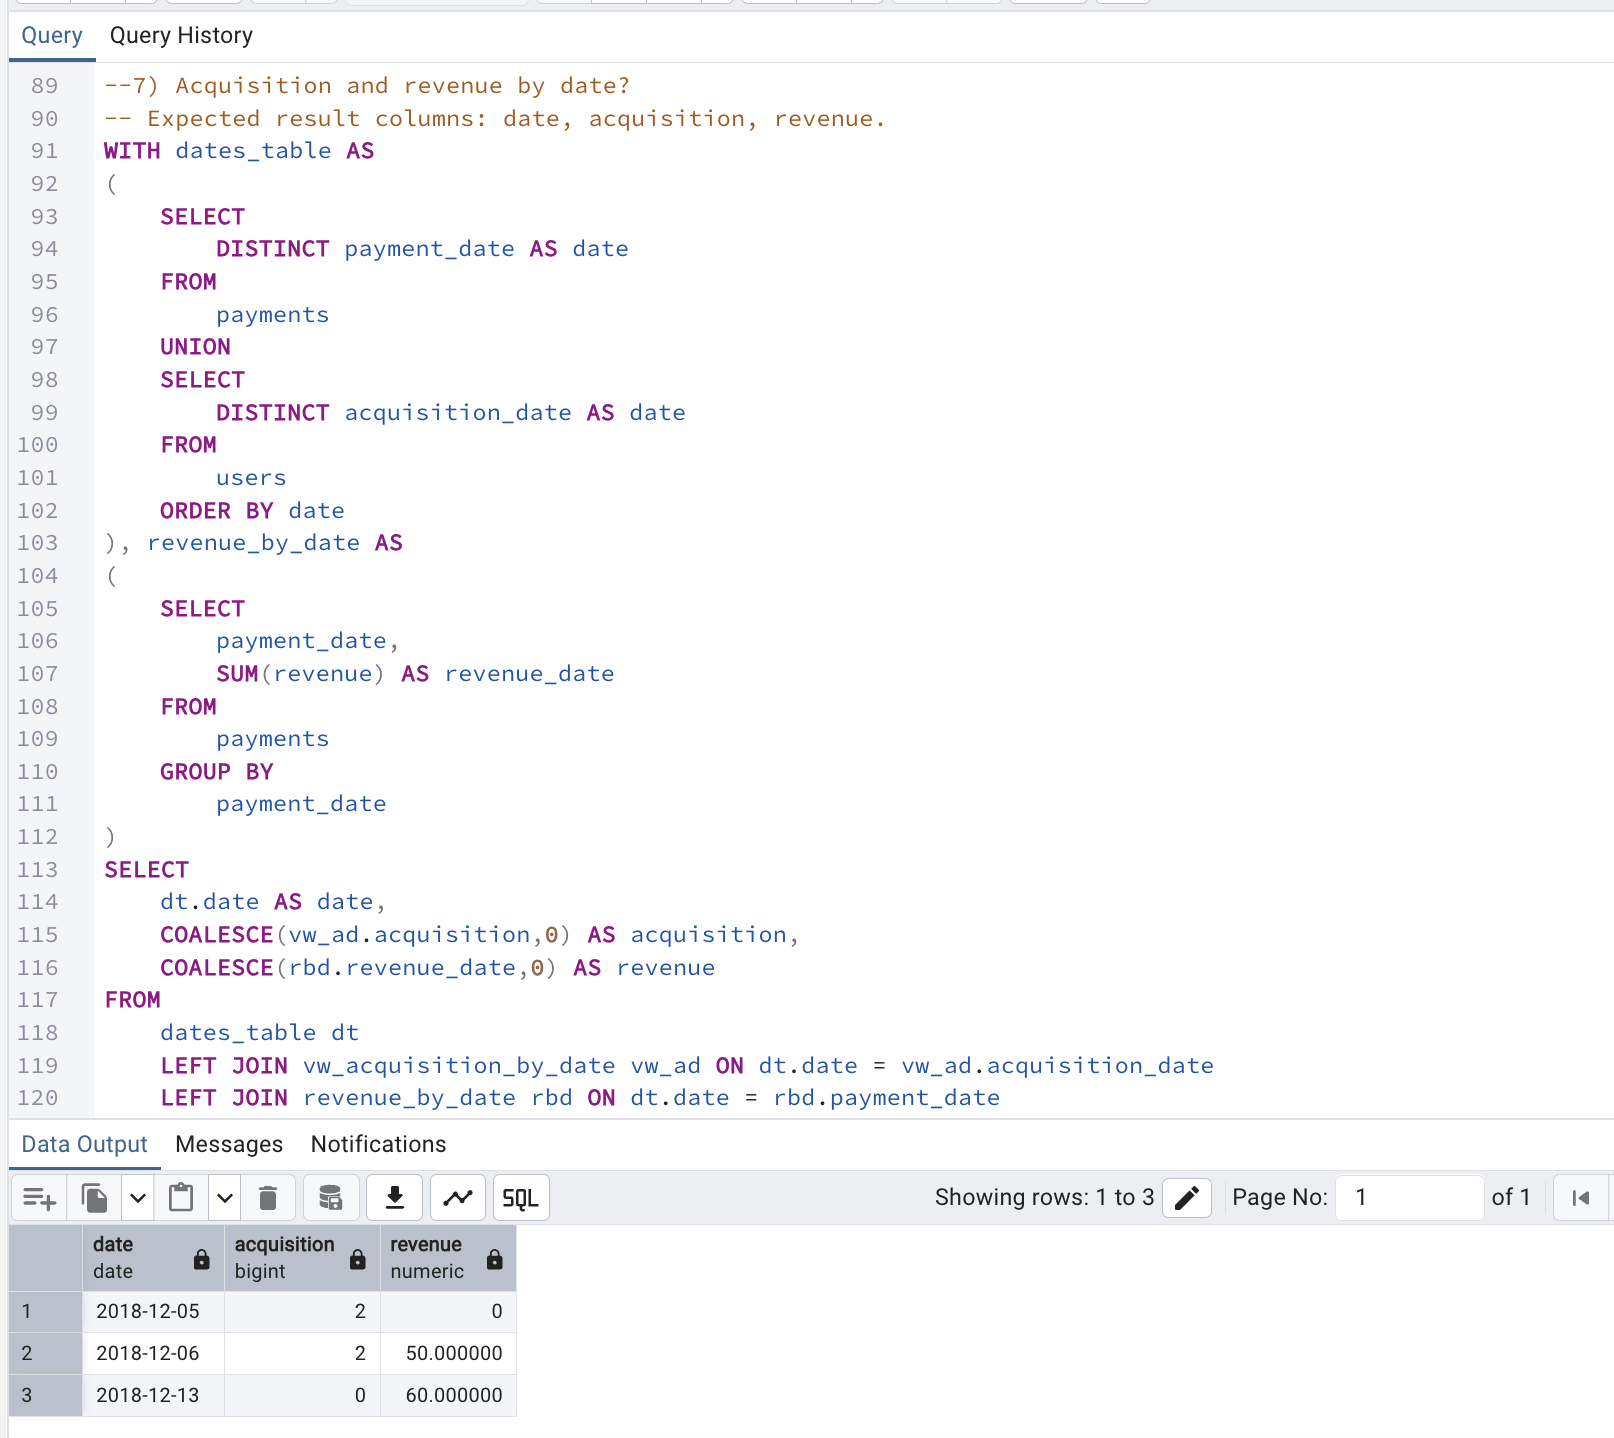 Query Query History
89 --7) Acquisition and revenue by date?
90 -- Expected result columns: date, acquisition, revenue.
91 WITH dates_table AS
92 (
93 SELECT
94 DISTINCT payment_date AS date
95 FROM
96 payments
97 UNION
98 SELECT
99 DISTINCT acquisition_date AS date
100 FROM
101 users
102 ORDER BY date
103 ), revenue_by_date AS
104 (
105 SELECT
106 payment_date,
107 SUM(revenue) AS revenue_date
108 FROM
109 payments
110 GROUP BY
111 payment_date
112 )
113 SELECT
114 dt.date AS date,
115 COALESCE(vw_ad.acquisition,0) AS acquisition,
116 COALESCE(rbd.revenue_date,0) AS revenue
117 FROM
118 dates_table dt
119 LEFT JOIN vw_acquisition_by_date vw_ad ON dt.date = vw_ad.acquisition_date
120 LEFT JOIN revenue_by_date rbd ON dt.date = rbd.payment_date
Data Output Messages Notifications
SQL Showing rows: 1 to 3 Page No: 1 of 1
date acquisition revenue
date bigint numeric
1 2018-12-05 2 0
2 2018-12-06 2 50.000000
3 2018-12-13 0 60.000000